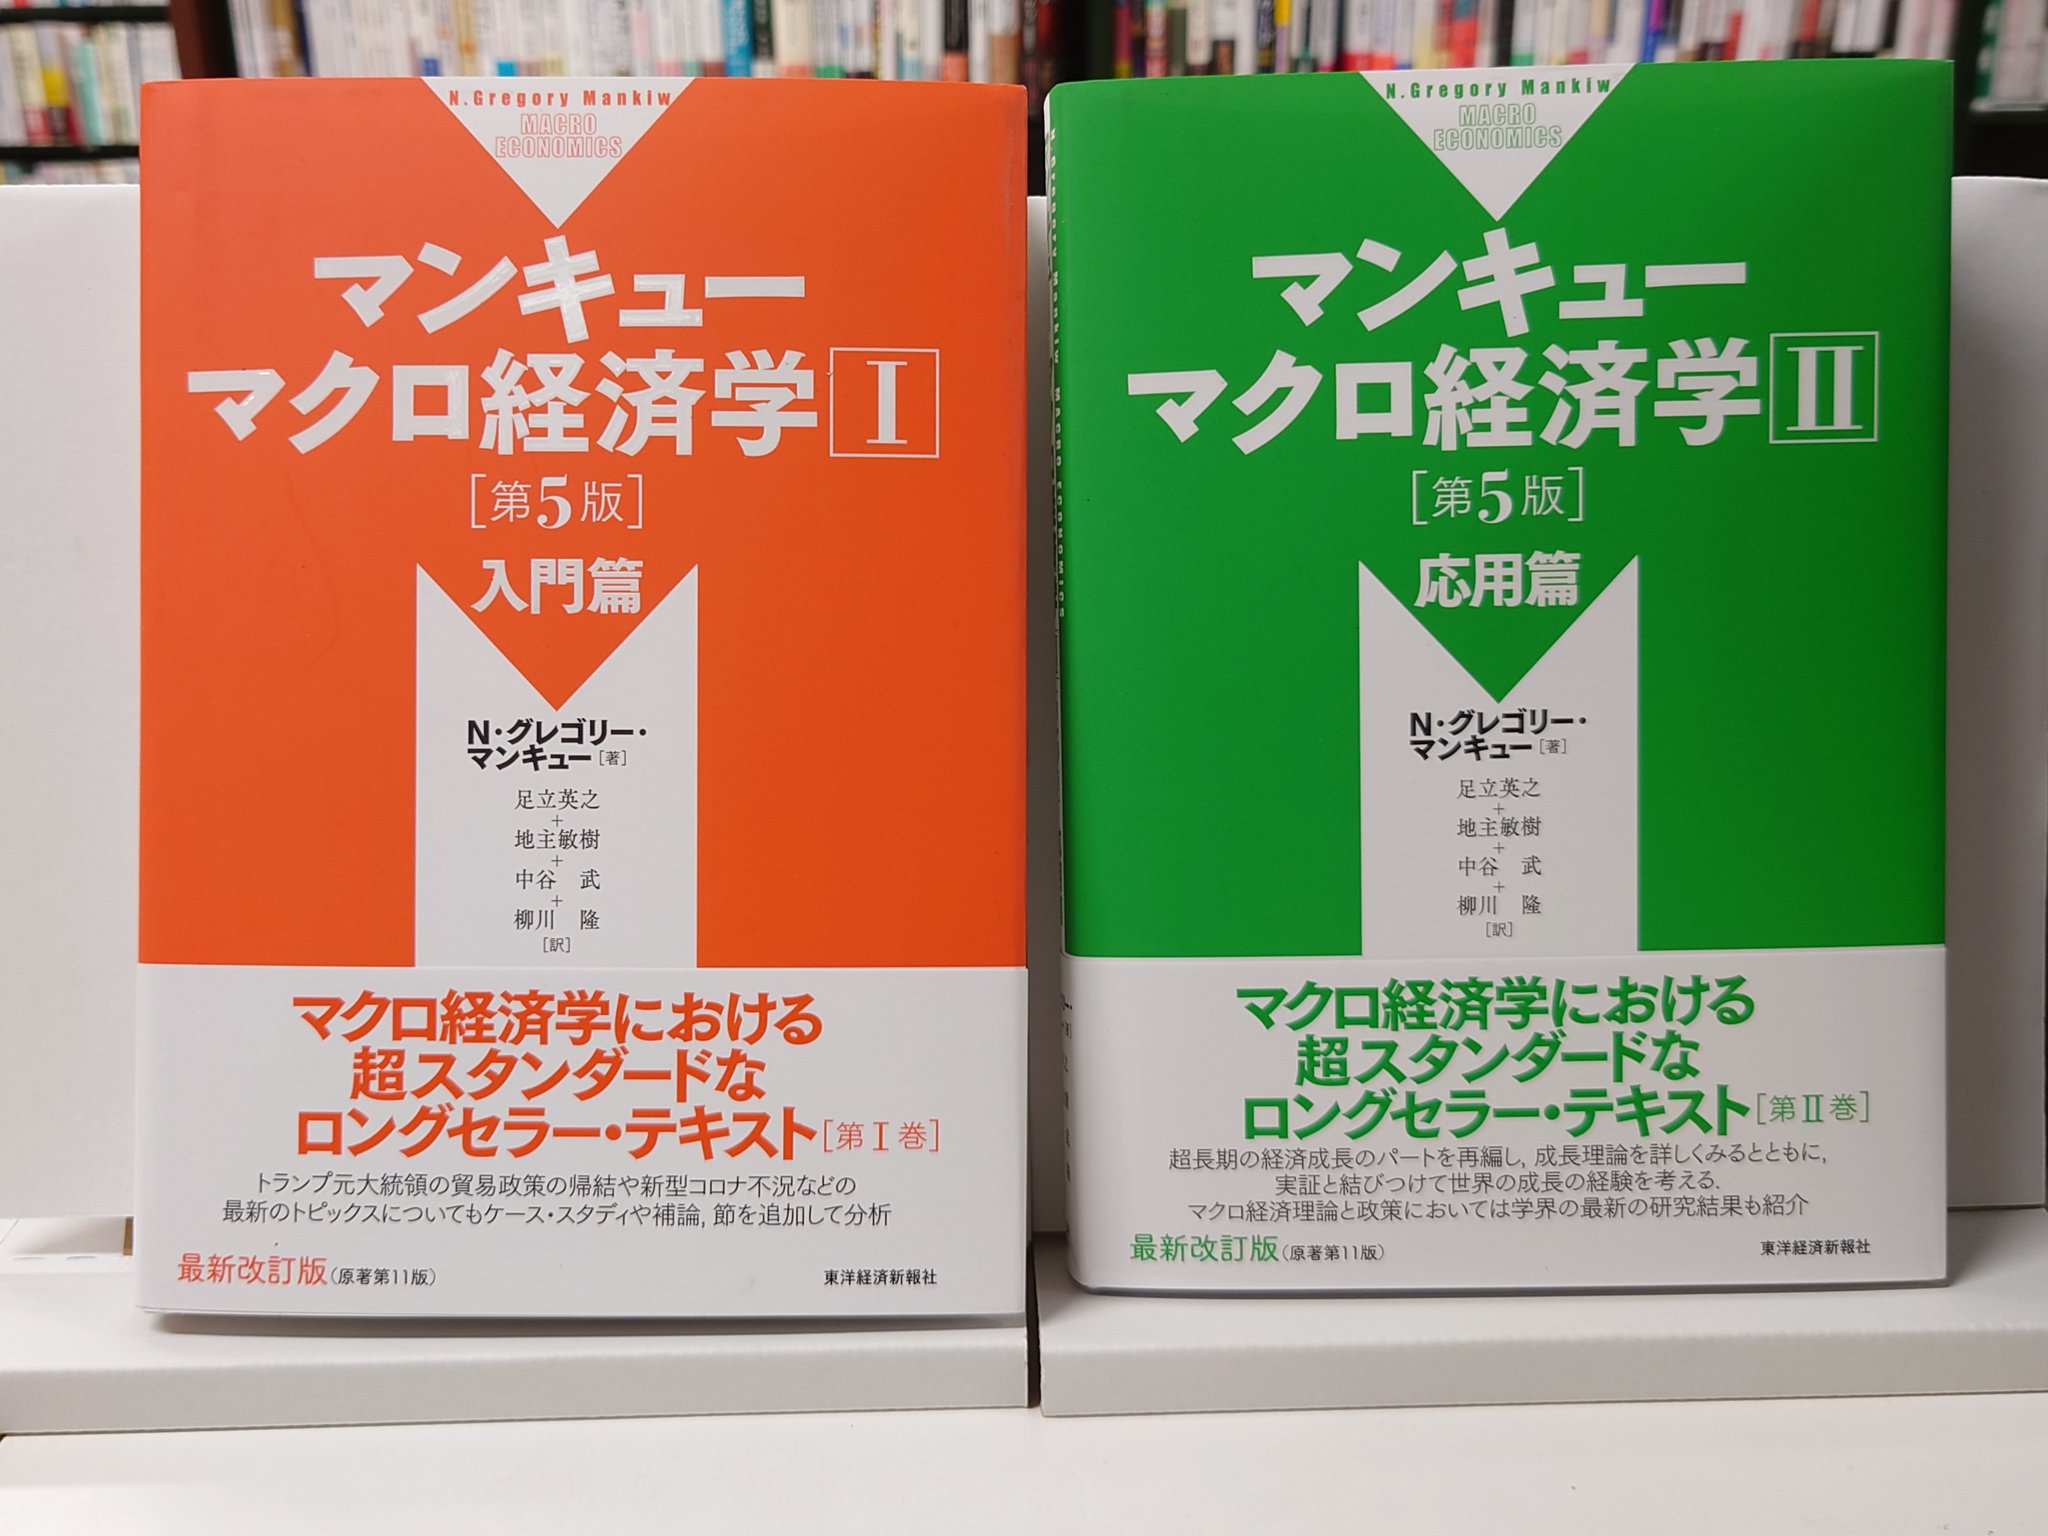 N.Gregory Mankiw
MACRO
ECONOMICS
マンキュー
マクロ経済学 Ⅰ
[第5版]
入門篇
N・グレゴリー・
マンキュー[著]
足立英之
+
地主敏樹
+
中谷 武
+
柳川 隆
[訳]
マクロ経済学における
超スタンダードな
ロングセラー・テキスト[第Ⅰ巻]
トランプ元大統領の貿易政策の帰結や新型コロナ不況などの
最新のトピックスについてもケース・スタディや補論, 節を追加して分析
最新改訂版(原著第11版)
東洋経済新報社
N.Gregory Mankiw
MACRO
ECONOMICS
マンキュー
マクロ経済学 Ⅱ
[第5版]
応用篇
N・グレゴリー・
マンキュー[著]
足立英之
+
地主敏樹
+
中谷 武
+
柳川 隆
[訳]
マクロ経済学における
超スタンダードな
ロングセラー・テキスト[第Ⅱ巻]
超長期の経済成長のパートを再編し, 成長理論を詳しくみるとともに,
実証と結びつけて世界の成長の経験を考える.
マクロ経済理論と政策においては学界の最新の研究結果も紹介
最新改訂版(原著第11版)
東洋経済新報社
N.Gregory Mankiw MACRO ECONOMICS